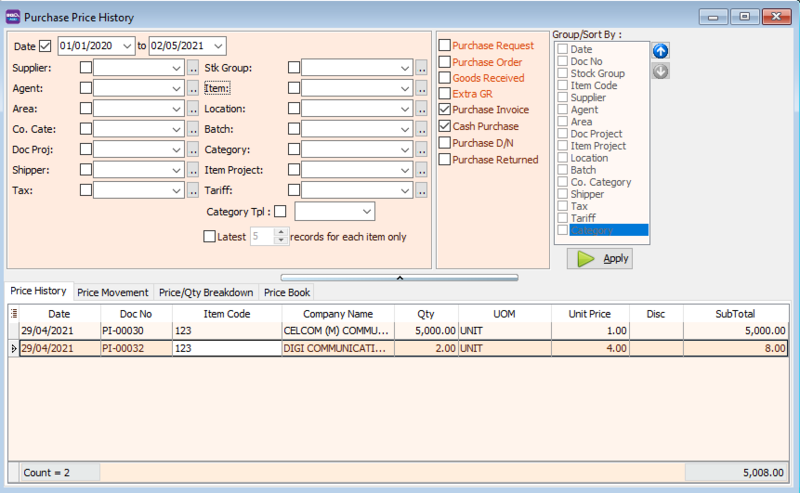 Purchase Price History
Date 01/01/2020 to 02/05/2021
Supplier: .. Stk Group: ..
Agent: .. Item: ..
Area: .. Location: ..
Co. Cate: .. Batch: ..
Doc Proj: .. Category: ..
Shipper: .. Item Project: ..
Tax: .. Tariff: ..
Category Tpl :
Latest 5 records for each item only
Purchase Request
Purchase Order
Goods Received
Extra GR
Purchase Invoice
Cash Purchase
Purchase D/N
Purchase Returned
Group/Sort By :
Date
Doc No
Stock Group
Item Code
Supplier
Agent
Area
Doc Project
Item Project
Location
Batch
Co. Category
Shipper
Tax
Tariff
Category
Apply
Price History Price Movement Price/Qty Breakdown Price Book
Date Doc No Item Code Company Name Qty UOM Unit Price Disc SubTotal
29/04/2021 PI-00030 123 CELCOM (M) COMMU... 5,000.00 UNIT 1.00 5,000.00
29/04/2021 PI-00032 123 DIGI COMMUNICATI... 2.00 UNIT 4.00 8.00
Count = 2 5,008.00